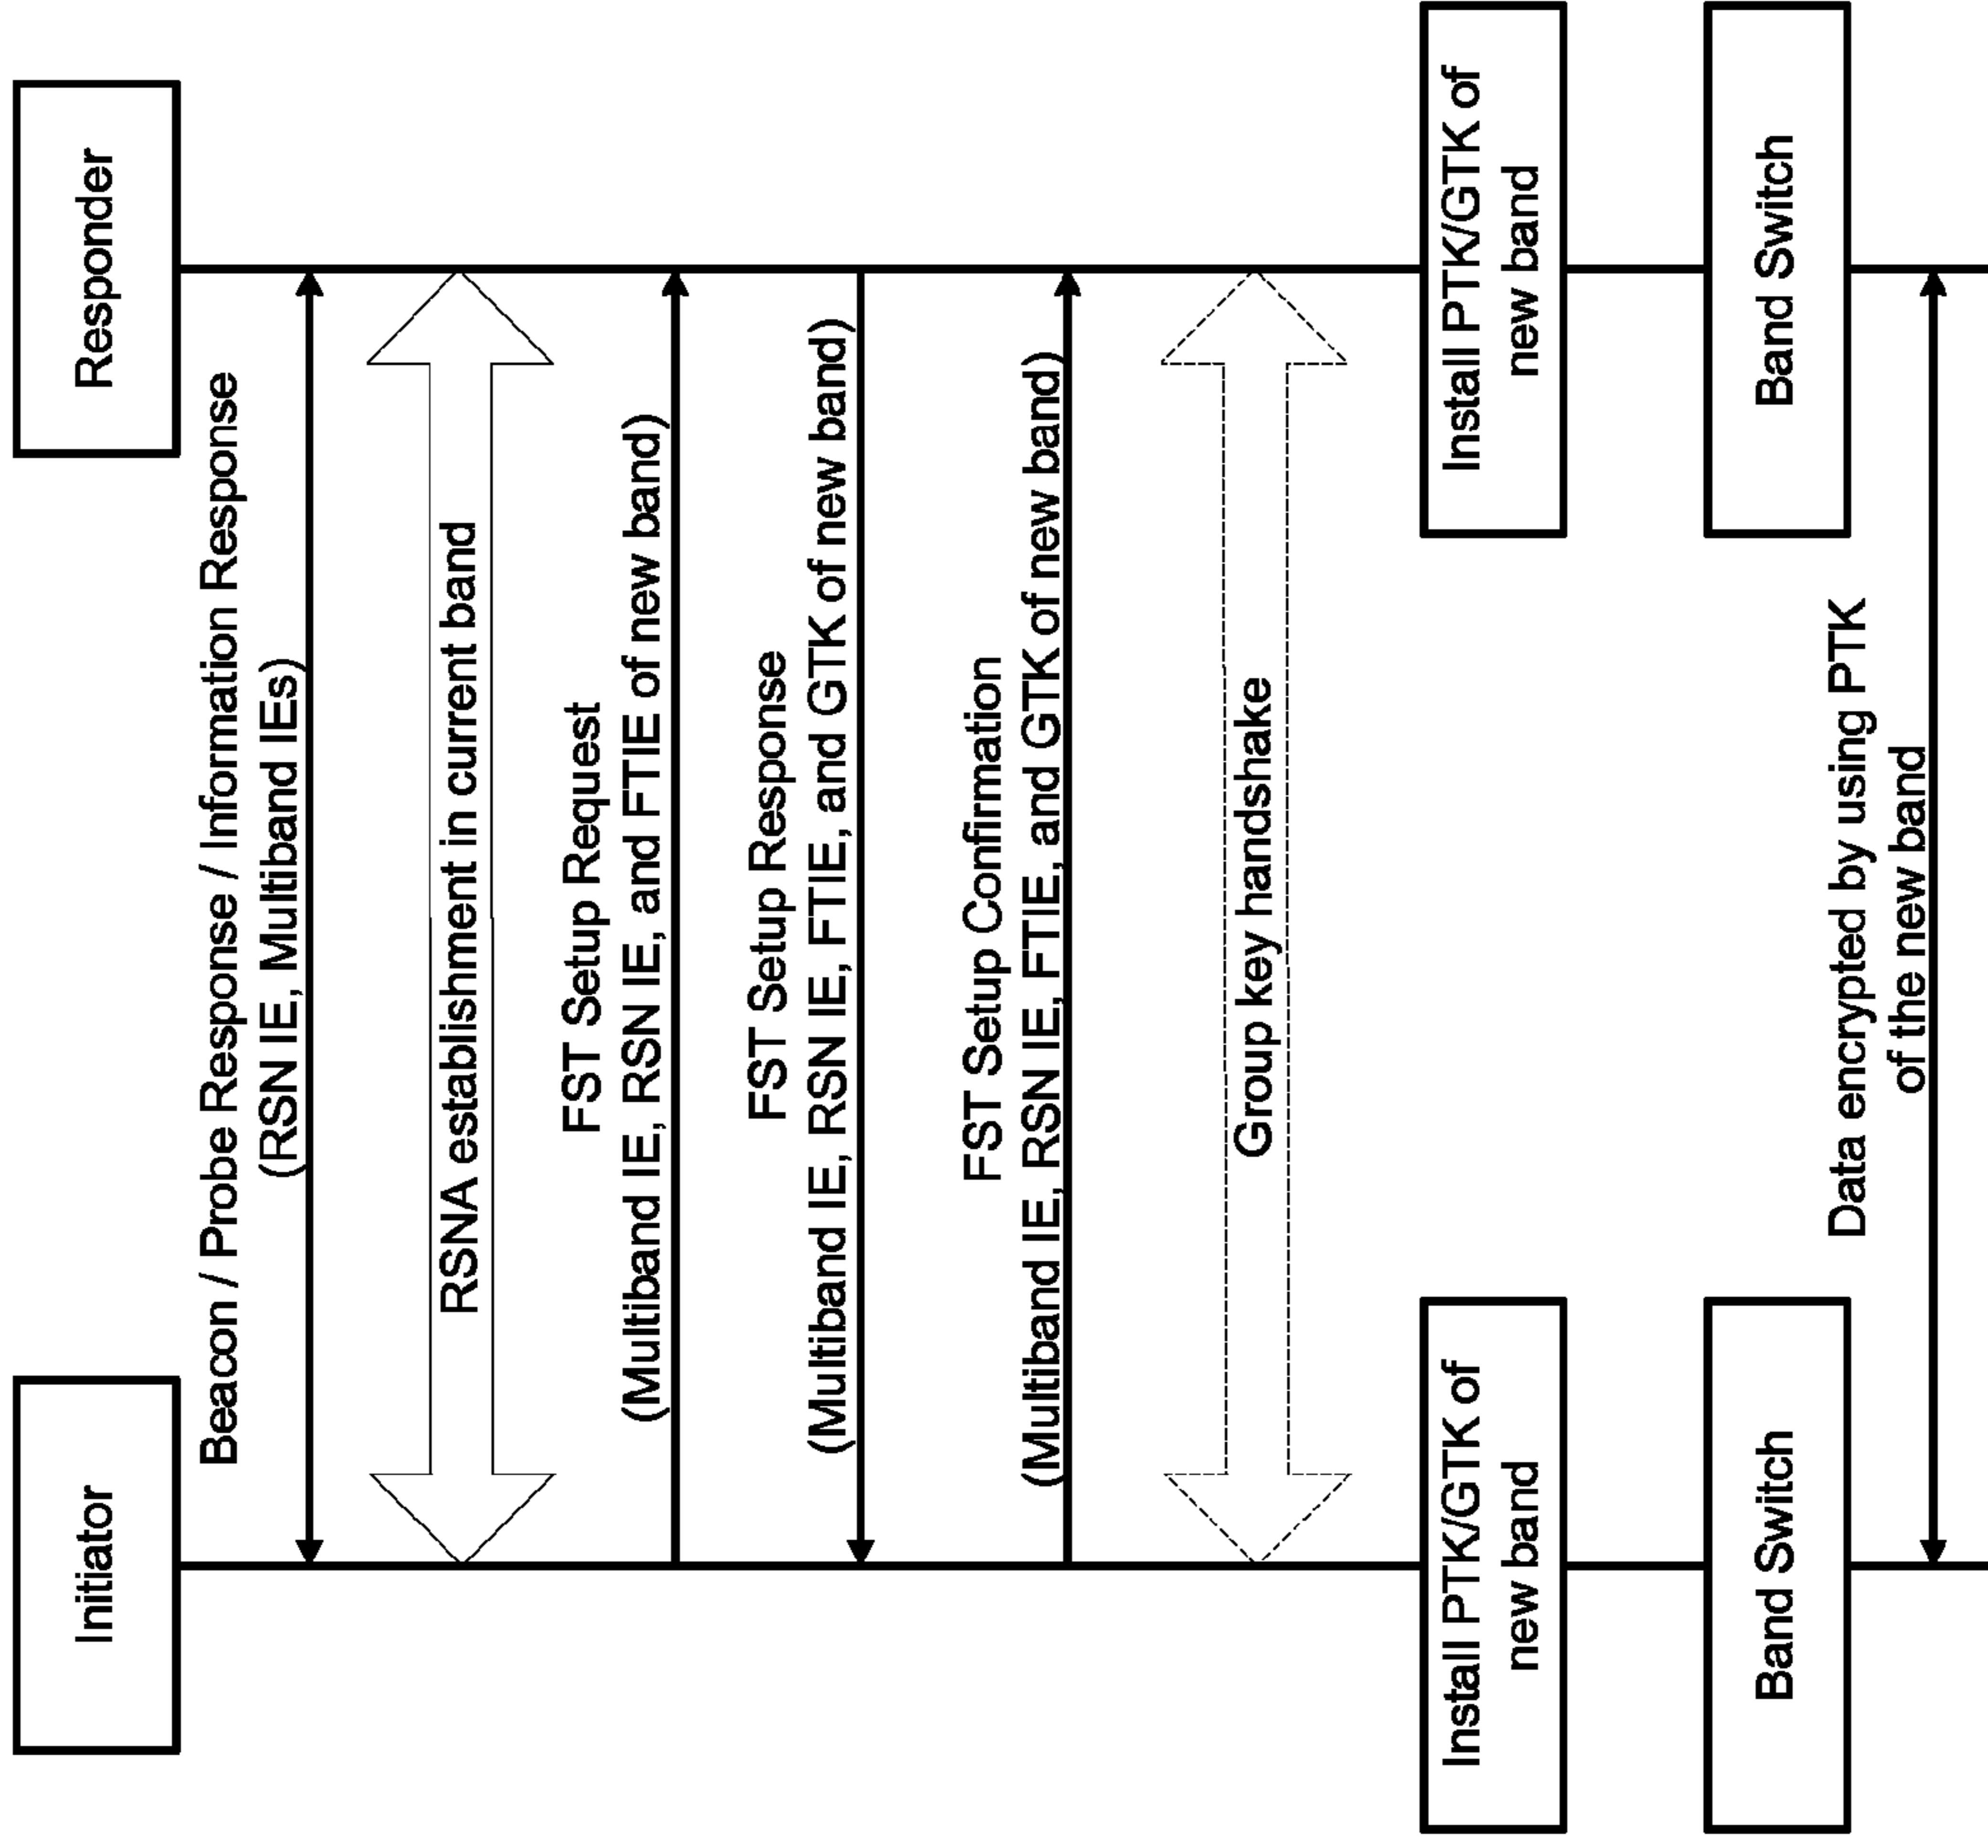 Initiator
Responder
Beacon / Probe Response / Information Response
(RSN IE, Multiband IEs)
RSNA establishment in current band
FST Setup Request
(Multiband IE, RSN IE, and FTIE of new band)
FST Setup Response
(Multiband IE, RSN IE, FTIE, and GTK of new band)
FST Setup Confirmation
(Multiband IE, RSN IE, FTIE, and GTK of new band)
Group key handshake
Install PTK/GTK of
new band
Install PTK/GTK of
new band
Band Switch
Band Switch
Data encrypted by using PTK
of the new band